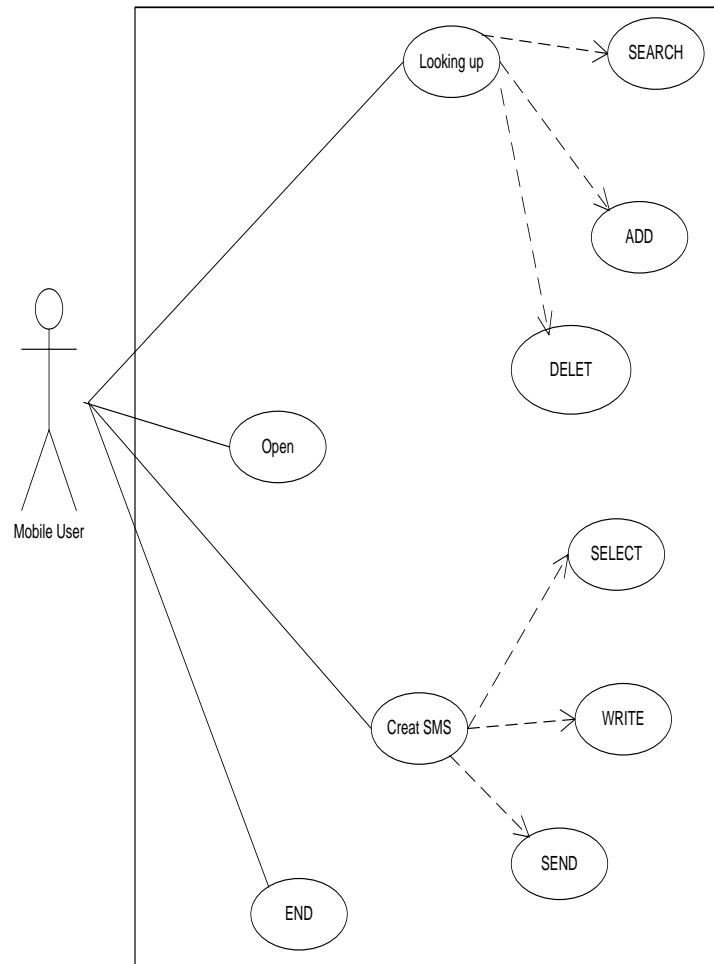 Looking up
SEARCH
ADD
DELET
Open
Mobile User
SELECT
Creat SMS
WRITE
SEND
END